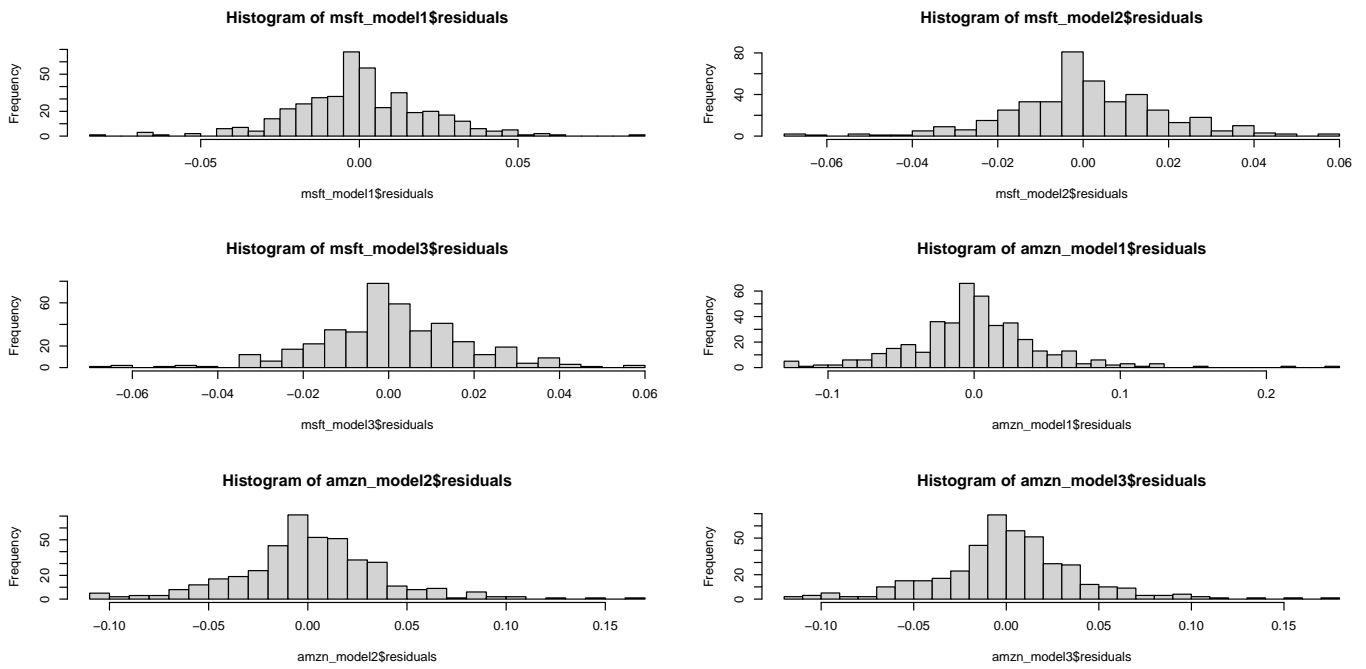 Histogram of msft_model1$residuals
Frequency
0 20 50
−0.05 0.00 0.05
msft_model1$residuals
Histogram of msft_model2$residuals
Frequency
0 40 80
−0.06 −0.04 −0.02 0.00 0.02 0.04 0.06
msft_model2$residuals
Histogram of msft_model3$residuals
Frequency
0 20 60
−0.06 −0.04 −0.02 0.00 0.02 0.04 0.06
msft_model3$residuals
Histogram of amzn_model1$residuals
Frequency
0 20 40 60
−0.1 0.0 0.1 0.2
amzn_model1$residuals
Histogram of amzn_model2$residuals
Frequency
0 20 50
−0.10 −0.05 0.00 0.05 0.10 0.15
amzn_model2$residuals
Histogram of amzn_model3$residuals
Frequency
0 20 50
−0.10 −0.05 0.00 0.05 0.10 0.15
amzn_model3$residuals